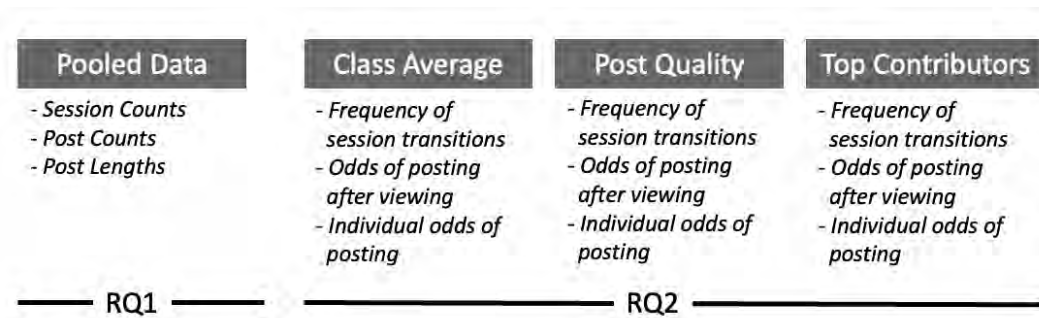 Pooled Data
- Session Counts
- Post Counts
- Post Lengths
Class Average
- Frequency of
session transitions
- Odds of posting
after viewing
- Individual odds of
posting
Post Quality
- Frequency of
session transitions
- Odds of posting
after viewing
- Individual odds of
posting
Top Contributors
- Frequency of
session transitions
- Odds of posting
after viewing
- Individual odds of
posting
RQ1
RQ2